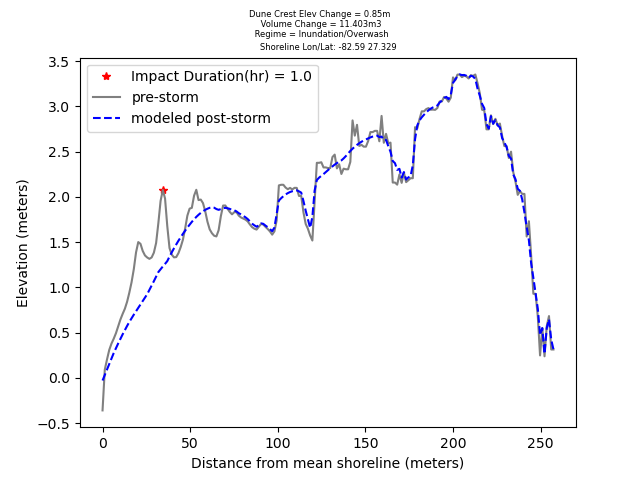 Dune Crest Elev Change = 0.85m
Volume Change = 11.403m3
Regime = Inundation/Overwash
Shoreline Lon/Lat: -82.59 27.329
Impact Duration(hr) = 1.0
pre-storm
modeled post-storm
3.5
3.0
2.5
2.0
1.5
1.0
0.5
0.0
−0.5
Elevation (meters)
0 50 100 150 200 250
Distance from mean shoreline (meters)